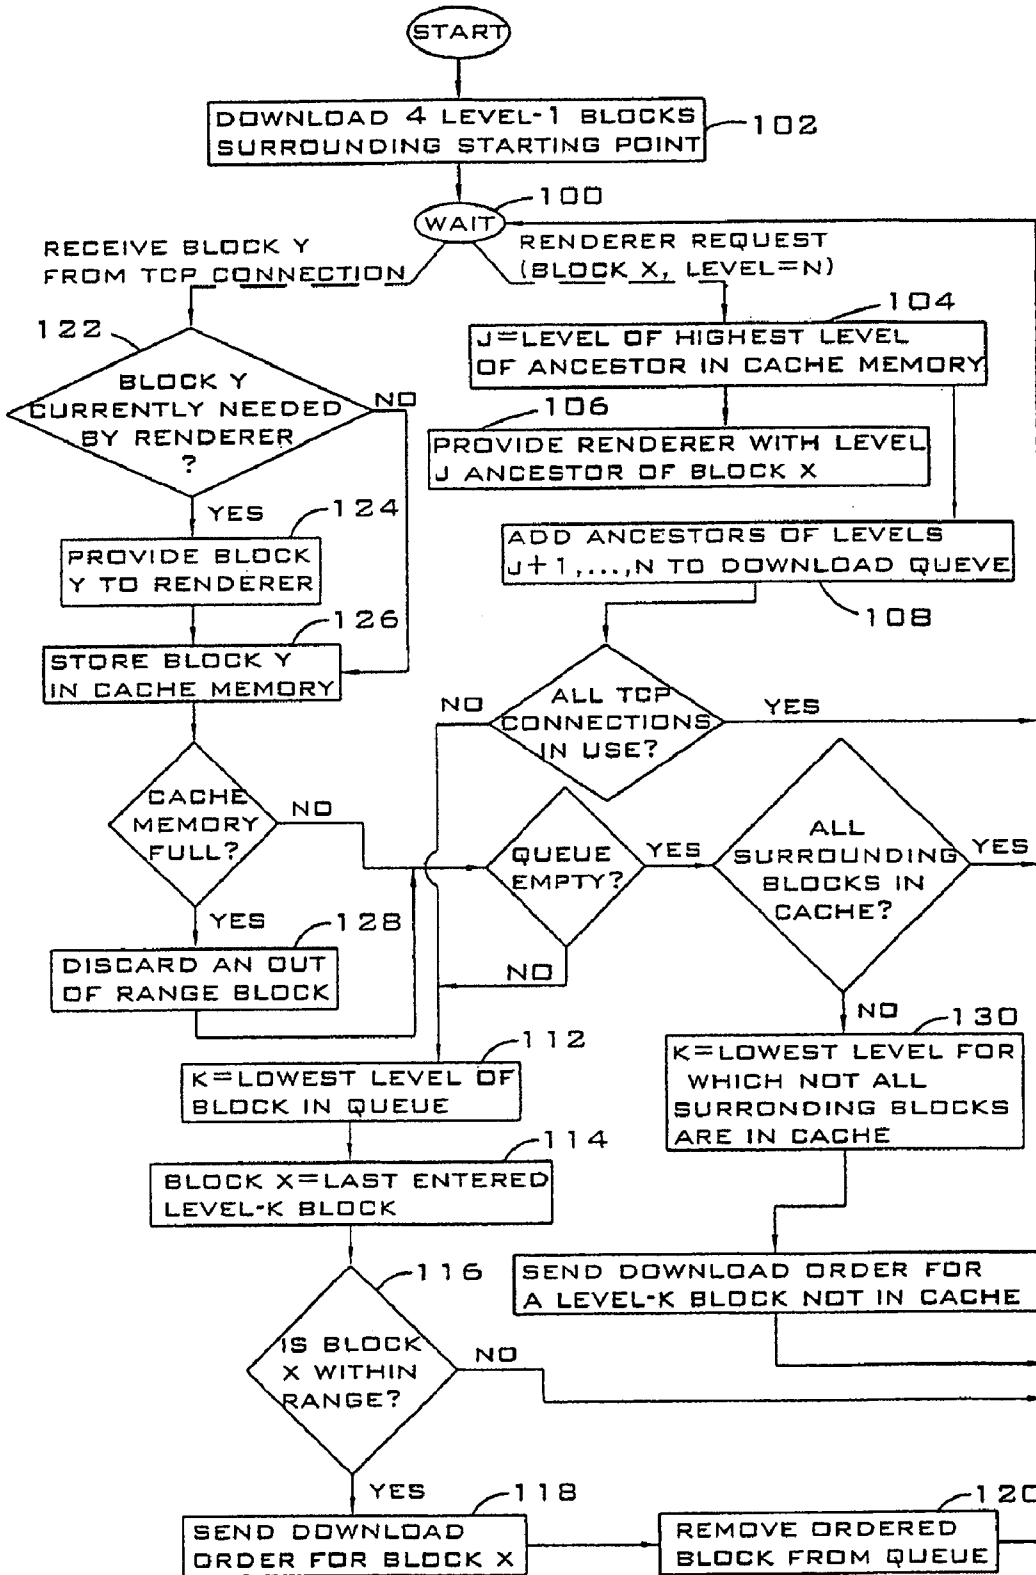 START
DOWNLOAD 4 LEVEL-1 BLOCKS
SURROUNDING STARTING POINT
102
100
WAIT
RECEIVE BLOCK Y
FROM TCP CONNECTION
RENDERER REQUEST
(BLOCK X, LEVEL=N)
122
BLOCK Y
CURRENTLY NEEDED
BY RENDERER
?
NO
YES
104
J=LEVEL OF HIGHEST LEVEL
OF ANCESTOR IN CACHE MEMORY
106
PROVIDE RENDERER WITH LEVEL
J ANCESTOR OF BLOCK X
124
PROVIDE BLOCK
Y TO RENDERER
ADD ANCESTORS OF LEVELS
J+1,...,N TO DOWNLOAD QUEVE
108
126
STORE BLOCK Y
IN CACHE MEMORY
NO
ALL TCP
CONNECTIONS
IN USE?
YES
CACHE
MEMORY
FULL?
NO
YES
QUEUE
EMPTY?
YES
NO
ALL
SURROUNDING
BLOCKS IN
CACHE?
YES
NO
128
DISCARD AN OUT
OF RANGE BLOCK
130
K=LOWEST LEVEL FOR
WHICH NOT ALL
SURRONDING BLOCKS
ARE IN CACHE
112
K=LOWEST LEVEL OF
BLOCK IN QUEUE
114
BLOCK X=LAST ENTERED
LEVEL-K BLOCK
SEND DOWNLOAD ORDER FOR
A LEVEL-K BLOCK NOT IN CACHE
116
IS BLOCK
X WITHIN
RANGE?
NO
YES
118
SEND DOWNLOAD
ORDER FOR BLOCK X
120
REMOVE ORDERED
BLOCK FROM QUEUE